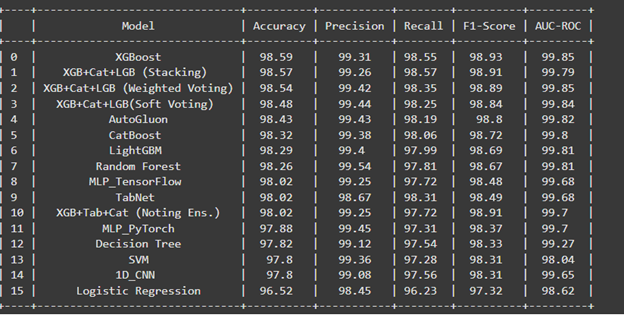 | | Model | Accuracy | Precision | Recall | F1-Score | AUC-ROC |
| 0 | XGBoost | 98.59 | 99.31 | 98.55 | 98.93 | 99.85 |
| 1 | XGB+Cat+LGB (Stacking) | 98.57 | 99.26 | 98.57 | 98.91 | 99.79 |
| 2 | XGB+Cat+LGB (Weighted Voting) | 98.54 | 99.42 | 98.35 | 98.89 | 99.85 |
| 3 | XGB+Cat+LGB(Soft Voting) | 98.48 | 99.44 | 98.25 | 98.84 | 99.84 |
| 4 | AutoGluon | 98.43 | 99.43 | 98.19 | 98.8 | 99.82 |
| 5 | CatBoost | 98.32 | 99.38 | 98.06 | 98.72 | 99.8 |
| 6 | LightGBM | 98.29 | 99.4 | 97.99 | 98.69 | 99.81 |
| 7 | Random Forest | 98.26 | 99.54 | 97.81 | 98.67 | 99.81 |
| 8 | MLP_TensorFlow | 98.02 | 99.25 | 97.72 | 98.48 | 99.68 |
| 9 | TabNet | 98.02 | 98.67 | 98.31 | 98.49 | 99.68 |
| 10 | XGB+Tab+Cat (Noting Ens.) | 98.02 | 99.25 | 97.72 | 98.91 | 99.7 |
| 11 | MLP_PyTorch | 97.88 | 99.45 | 97.31 | 98.37 | 99.7 |
| 12 | Decision Tree | 97.82 | 99.12 | 97.54 | 98.33 | 99.27 |
| 13 | SVM | 97.8 | 99.36 | 97.28 | 98.31 | 98.04 |
| 14 | 1D_CNN | 97.8 | 99.08 | 97.56 | 98.31 | 99.65 |
| 15 | Logistic Regression | 96.52 | 98.45 | 96.23 | 97.32 | 98.62 |